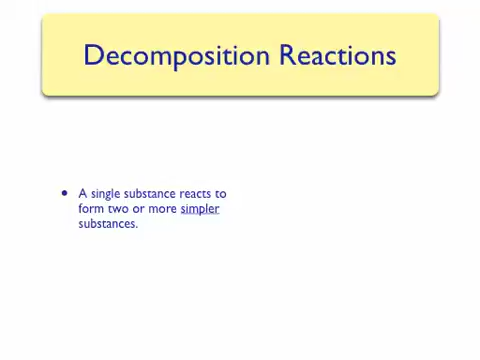 Decomposition Reactions
• A single substance reacts to
form two or more simpler
substances.